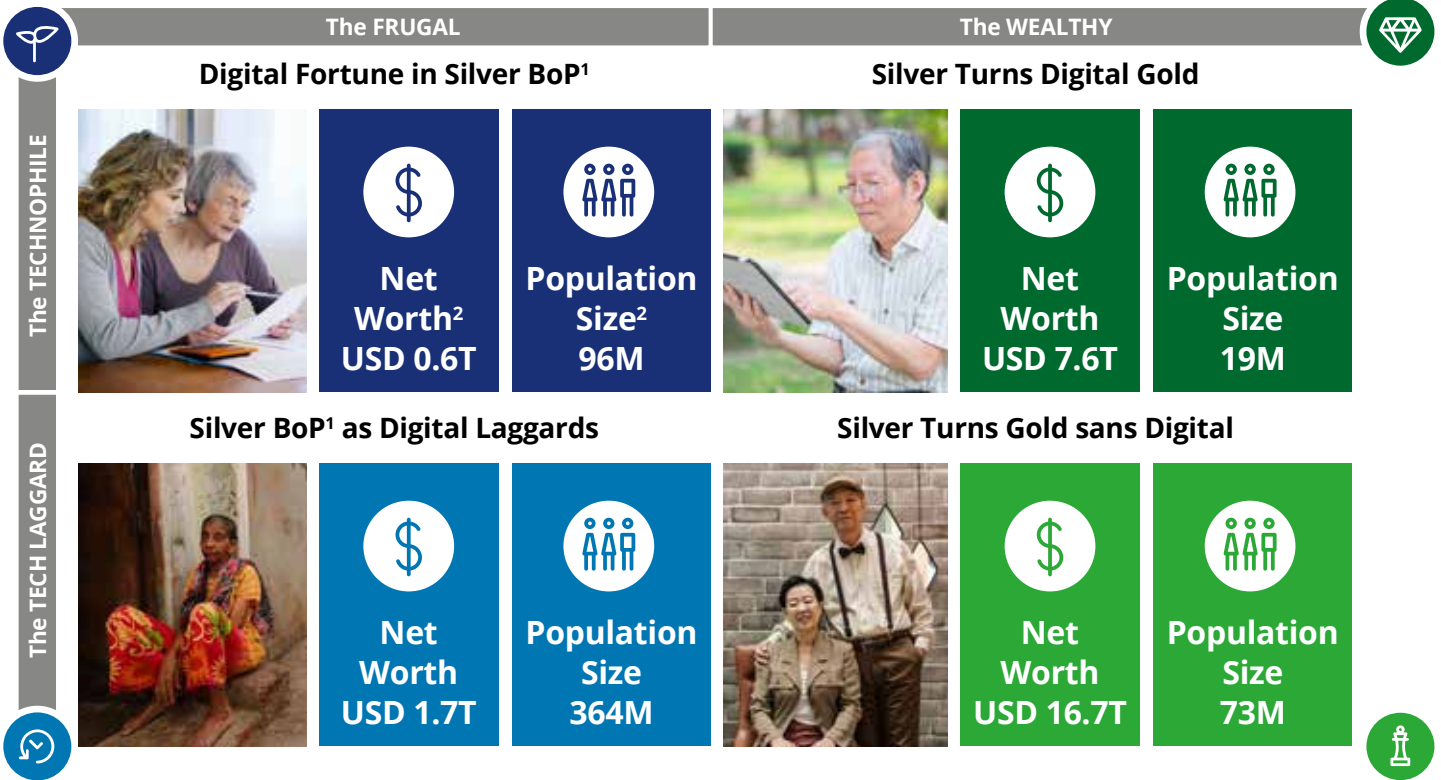 The FRUGAL
The WEALTHY
The TECHNOPHILE
Digital Fortune in Silver BoP¹
Net
Worth²
USD 0.6T
Population
Size²
96M
Silver Turns Digital Gold
Net
Worth
USD 7.6T
Population
Size
19M
The TECH LAGGARD
Silver BoP¹ as Digital Laggards
Net
Worth
USD 1.7T
Population
Size
364M
Silver Turns Gold sans Digital
Net
Worth
USD 16.7T
Population
Size
73M